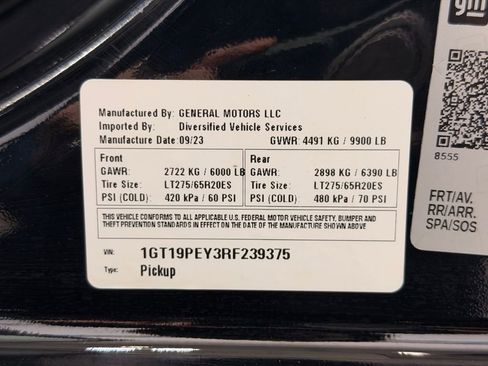 gm
8555
FRT/AV.
RR/ARR.
SPA/SOS
Manufactured By: GENERAL MOTORS LLC
Imported By: Diversified Vehicle Services
Manufacture Date: 09/23 GVWR: 4491 KG / 9900 LB
Front
GAWR: 2722 KG / 6000 LB
Tire Size: LT275/65R20ES
PSI (COLD): 420 kPa / 60 PSI
Rear
GAWR: 2898 KG / 6390 LB
Tire Size: LT275/65R20ES
PSI (COLD): 480 kPa / 70 PSI
THIS VEHICLE CONFORMS TO ALL APPLICABLE U.S. FEDERAL MOTOR VEHICLE SAFETY, BUMPER AND
THEFT PREVENTION STANDARDS IN EFFECT ON THE DATE OF MANUFACTURE SHOWN ABOVE
VIN: 1GT19PEY3RF239375
Type: Pickup